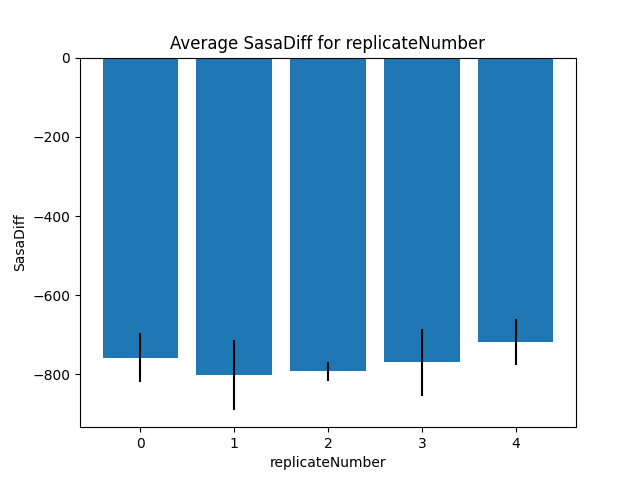 Average SasaDiff for replicateNumber
0
−200
−400
−600
−800
SasaDiff
0 1 2 3 4
replicateNumber